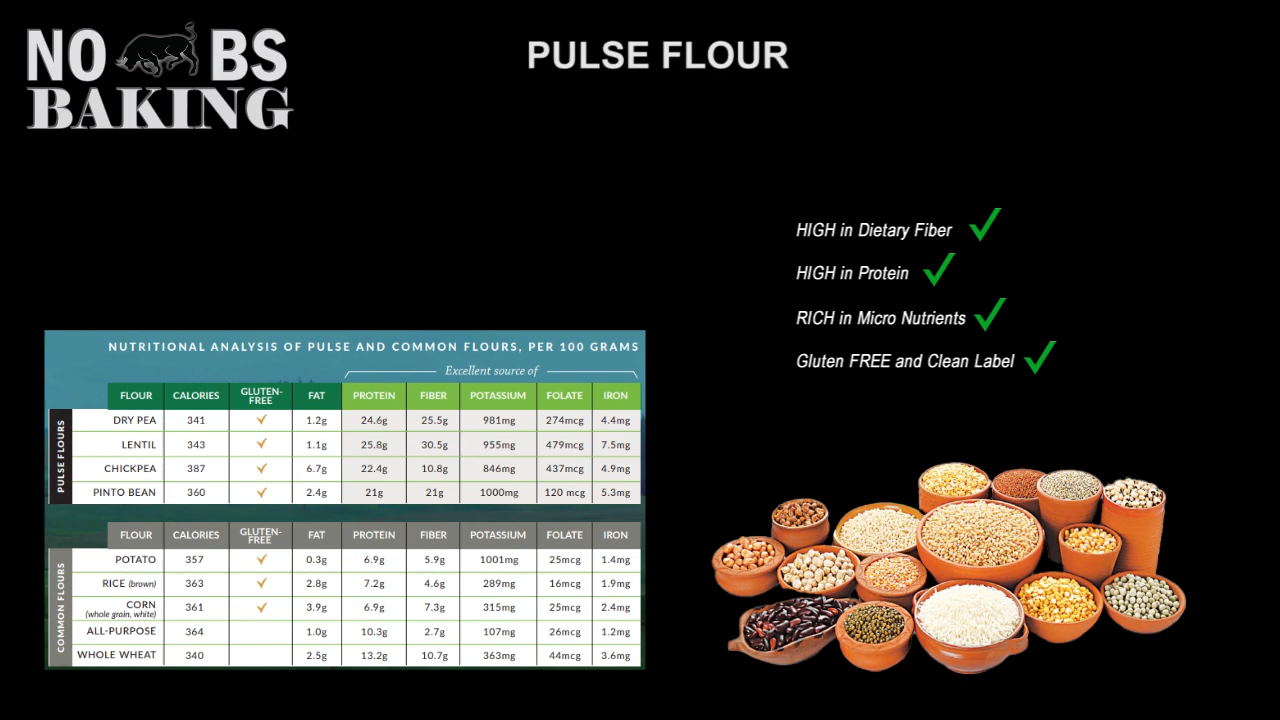 NO BS
BAKING
PULSE FLOUR
HIGH in Dietary Fiber
HIGH in Protein
RICH in Micro Nutrients
Gluten FREE and Clean Label
NUTRITIONAL ANALYSIS OF PULSE AND COMMON FLOURS, PER 100 GRAMS
Excellent source of
FLOUR CALORIES GLUTEN-FREE FAT PROTEIN FIBER POTASSIUM FOLATE IRON
PULSE FLOURS
DRY PEA 341 ✓ 1.2g 24.6g 25.5g 981mg 274mcg 4.4mg
LENTIL 343 ✓ 1.1g 25.8g 30.5g 955mg 479mcg 7.5mg
CHICKPEA 387 ✓ 6.7g 22.4g 10.8g 846mg 437mcg 4.9mg
PINTO BEAN 360 ✓ 2.4g 21g 21g 1000mg 120 mcg 5.3mg
FLOUR CALORIES GLUTEN-FREE FAT PROTEIN FIBER POTASSIUM FOLATE IRON
COMMON FLOURS
POTATO 357 ✓ 0.3g 6.9g 5.9g 1001mg 25mcg 1.4mg
RICE (brown) 363 ✓ 2.8g 7.2g 4.6g 289mg 16mcg 1.9mg
CORN (whole grain, white) 361 ✓ 3.9g 6.9g 7.3g 315mg 25mcg 2.4mg
ALL-PURPOSE 364 1.0g 10.3g 2.7g 107mg 26mcg 1.2mg
WHOLE WHEAT 340 2.5g 13.2g 10.7g 363mg 44mcg 3.6mg